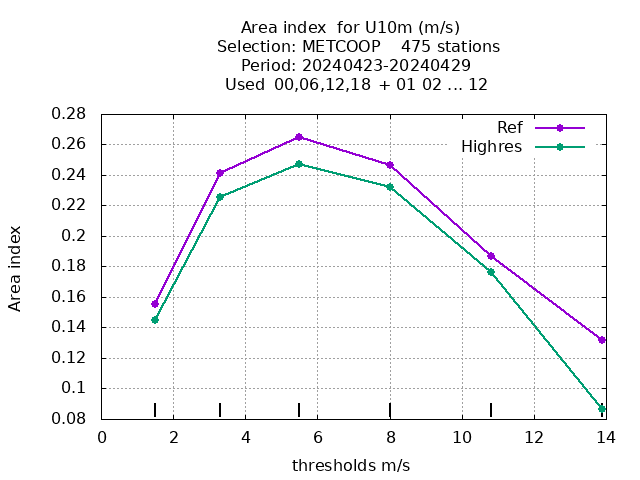 Area index  for U10m (m/s)
Selection: METCOOP    475 stations
Period: 20240423-20240429
Used  00,06,12,18  + 01 02 ... 12
Ref
Highres
0.28
0.26
0.24
0.22
0.2
0.18
0.16
0.14
0.12
0.1
0.08
Area index
0 2 4 6 8 10 12 14
thresholds m/s